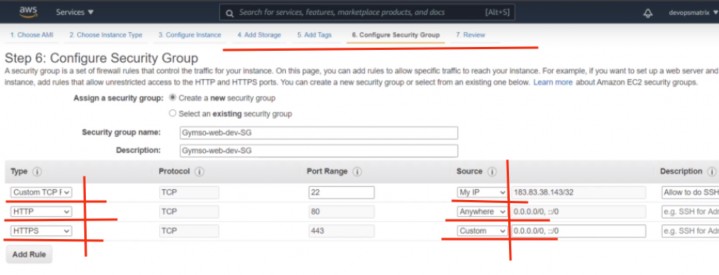 aws Services Search for services, features, marketplace products, and docs [Alt+S] devopsmatrix
1. Choose AMI 2. Choose Instance Type 3. Configure Instance 4. Add Storage 5. Add Tags 6. Configure Security Group 7. Review
Step 6: Configure Security Group
A security group is a set of firewall rules that control the traffic for your instance. On this page, you can add rules to allow specific traffic to reach your instance. For example, if you want to set up a web server and
instance, add rules that allow unrestricted access to the HTTP and HTTPS ports. You can create a new security group or select from an existing one below. Learn more about Amazon EC2 security groups.
Assign a security group: Create a new security group
Select an existing security group
Security group name: Gymso-web-dev-SG
Description: Gymso-web-dev-SG
Type Protocol Port Range Source Description
Custom TCP F TCP 22 My IP 183.83.38.143/32 Allow to do SSH
HTTP TCP 80 Anywhere 0.0.0.0/0, ::/0 e.g. SSH for Ad
HTTPS TCP 443 Custom 0.0.0.0/0, ::/0 e.g. SSH for Ad
Add Rule